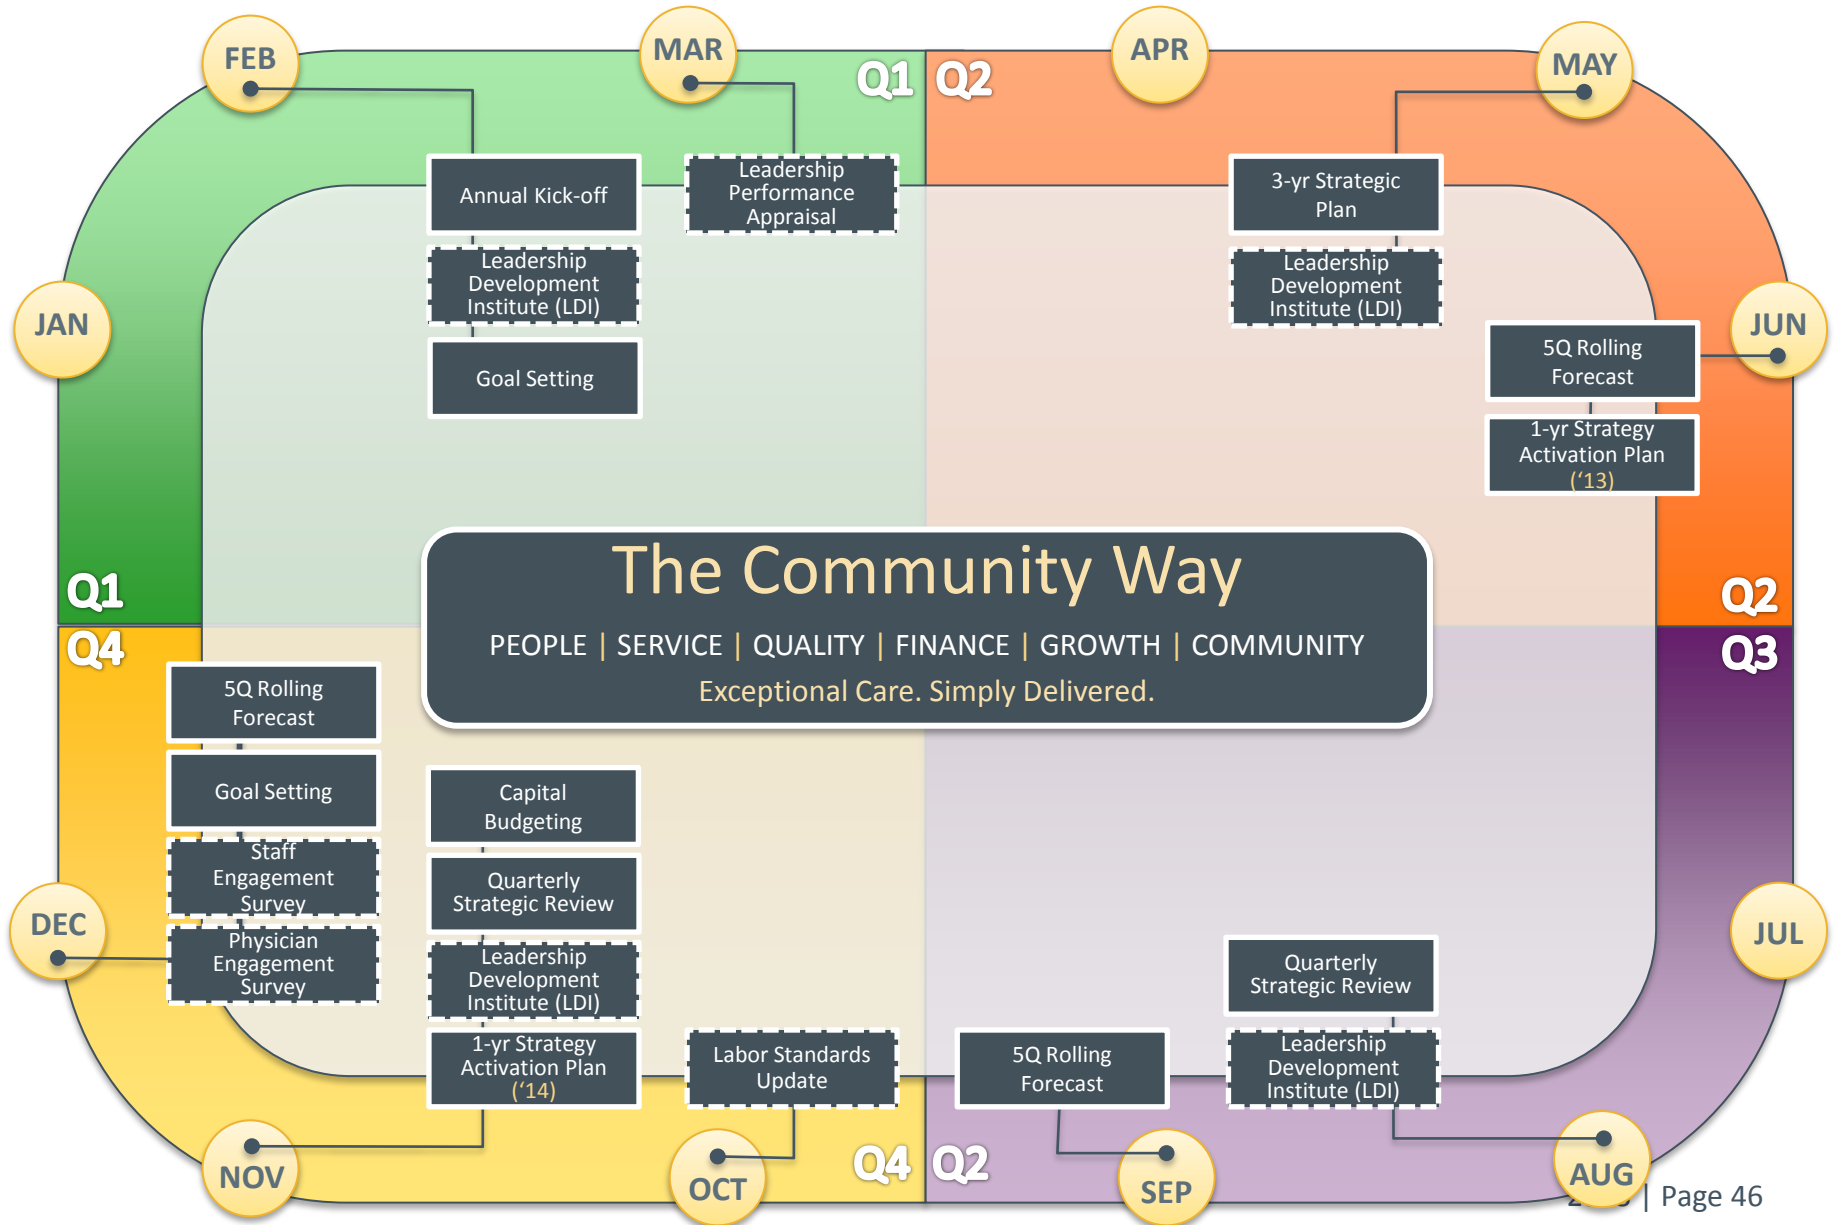 FEB
MAR
APR
MAY
Q1
Q2
Annual Kick-off
Leadership
Performance
Appraisal
3-yr Strategic
Plan
Leadership
Development
Institute (LDI)
Leadership
Development
Institute (LDI)
JAN
JUN
Goal Setting
5Q Rolling
Forecast
1-yr Strategy
Activation Plan
(‘13)
The Community Way
PEOPLE | SERVICE | QUALITY | FINANCE | GROWTH | COMMUNITY
Exceptional Care. Simply Delivered.
Q1
Q2
Q4
Q3
5Q Rolling
Forecast
Goal Setting
Staff
Engagement
Survey
Physician
Engagement
Survey
DEC
Capital
Budgeting
Quarterly
Strategic Review
Leadership
Development
Institute (LDI)
1-yr Strategy
Activation Plan
(‘14)
Labor Standards
Update
5Q Rolling
Forecast
Quarterly
Strategic Review
Leadership
Development
Institute (LDI)
JUL
NOV
OCT
Q4
Q2
SEP
AUG
| Page 46